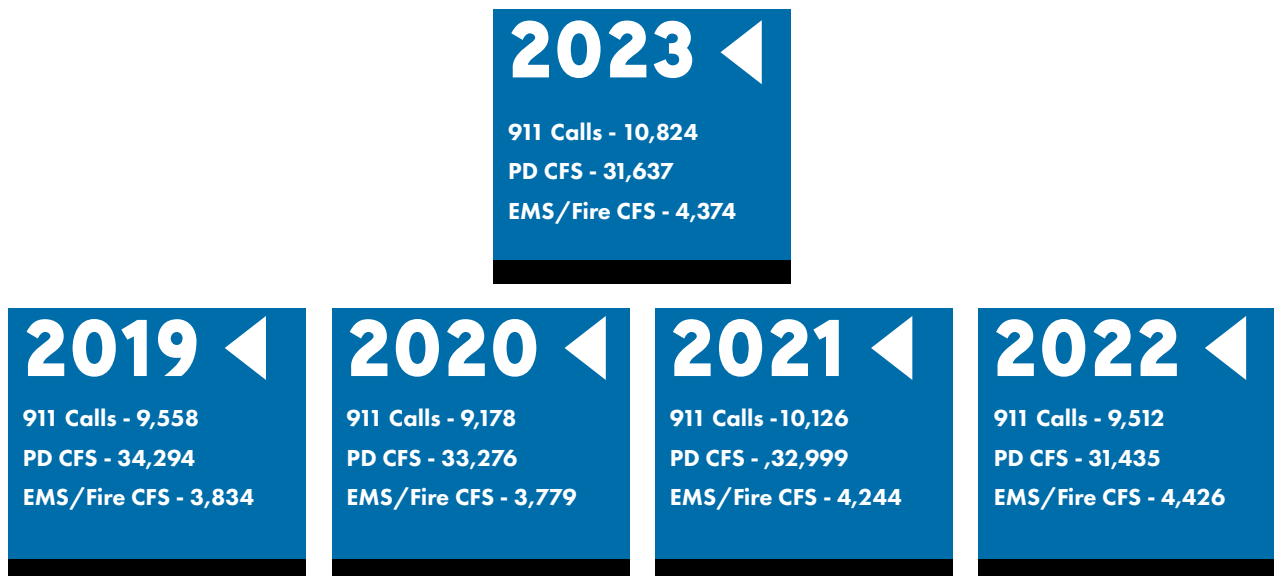 2023
911 Calls - 10,824
PD CFS - 31,637
EMS/Fire CFS - 4,374
2019
911 Calls - 9,558
PD CFS - 34,294
EMS/Fire CFS - 3,834
2020
911 Calls - 9,178
PD CFS - 33,276
EMS/Fire CFS - 3,779
2021
911 Calls -10,126
PD CFS - ,32,999
EMS/Fire CFS - 4,244
2022
911 Calls - 9,512
PD CFS - 31,435
EMS/Fire CFS - 4,426